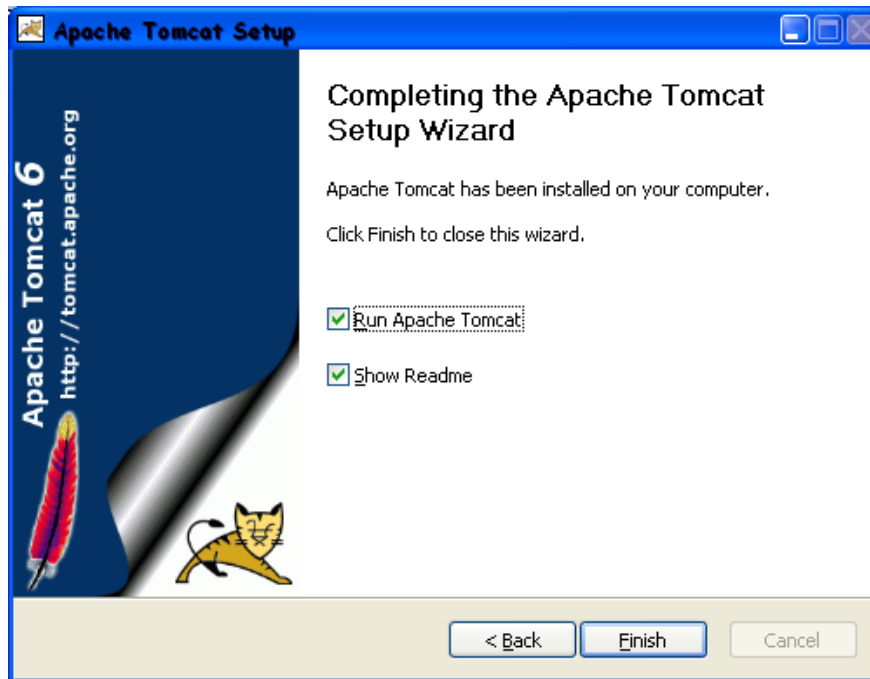 Apache Tomcat Setup
Apache Tomcat 6
http://tomcat.apache.org
Completing the Apache Tomcat
Setup Wizard
Apache Tomcat has been installed on your computer.
Click Finish to close this wizard.
Run Apache Tomcat
Show Readme
< Back
Finish
Cancel